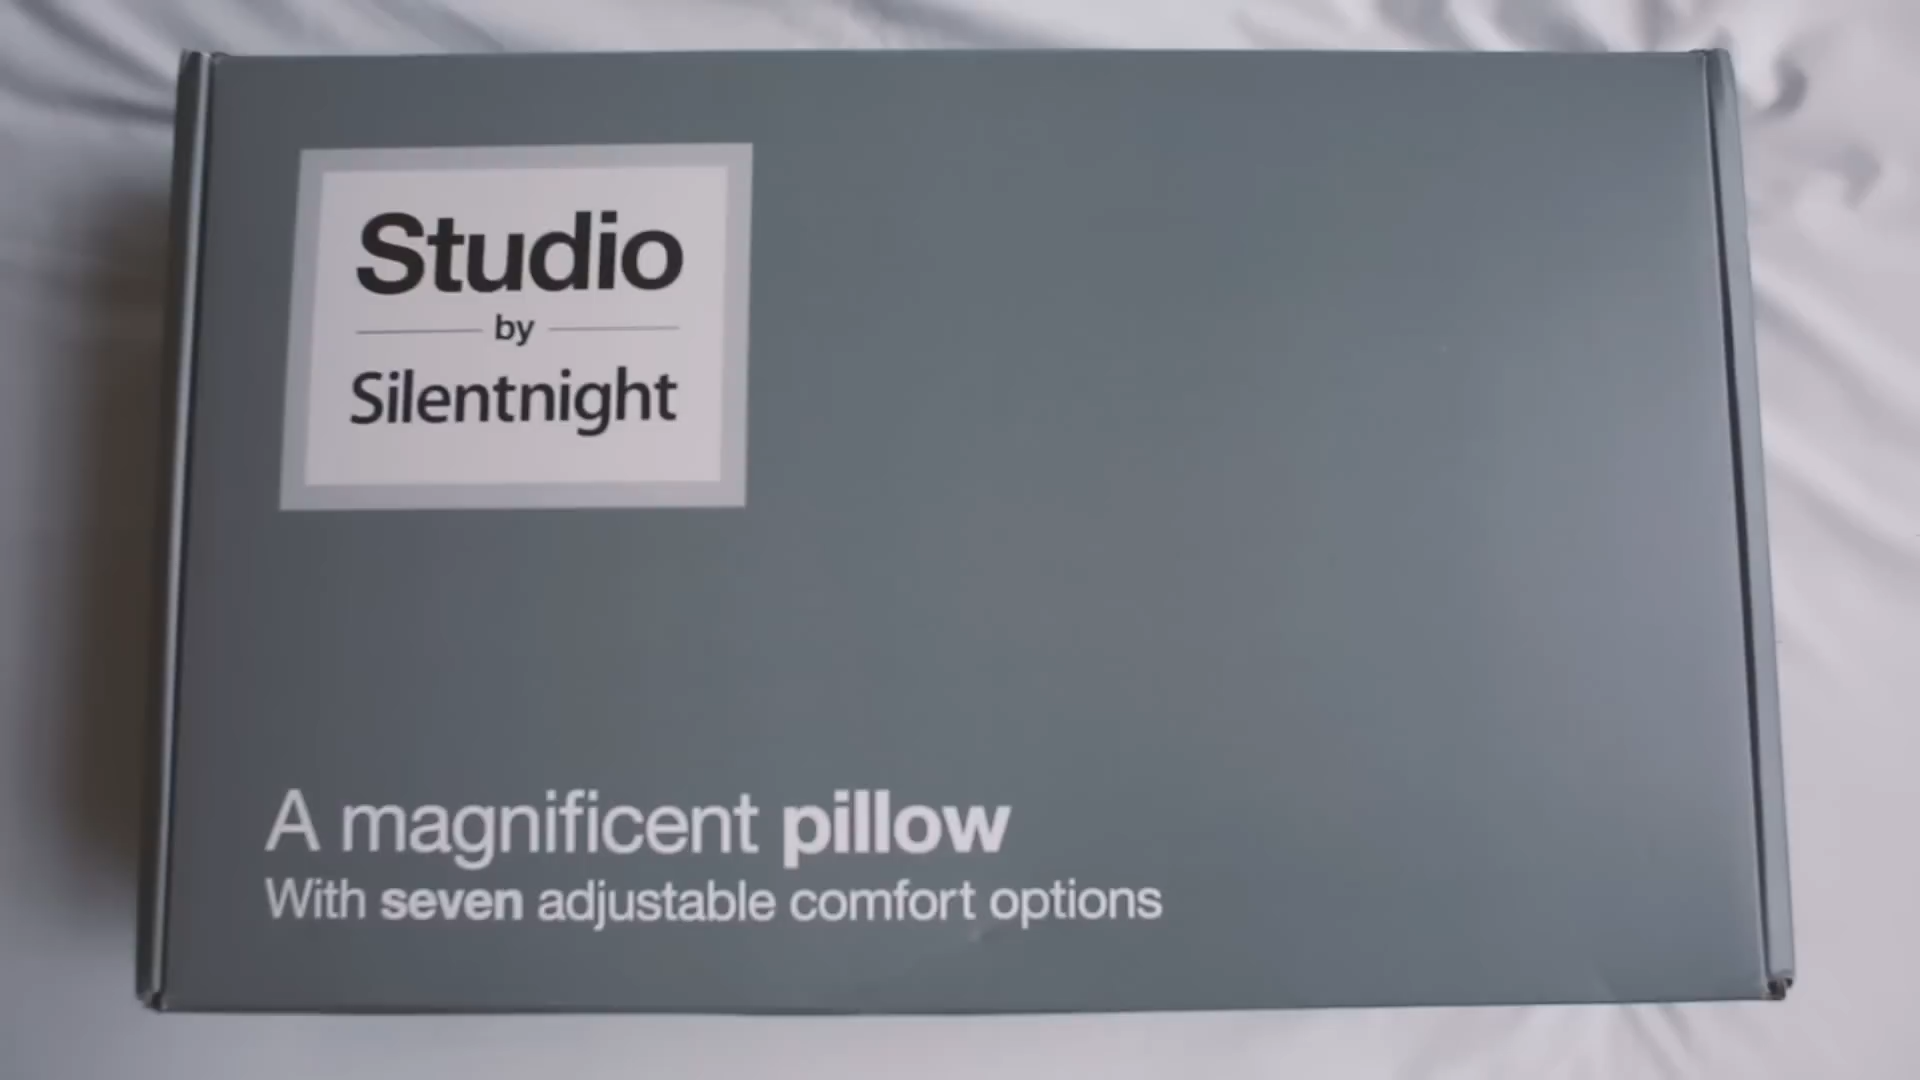 Studio
by
Silentnight
A magnificent pillow
With seven adjustable comfort options